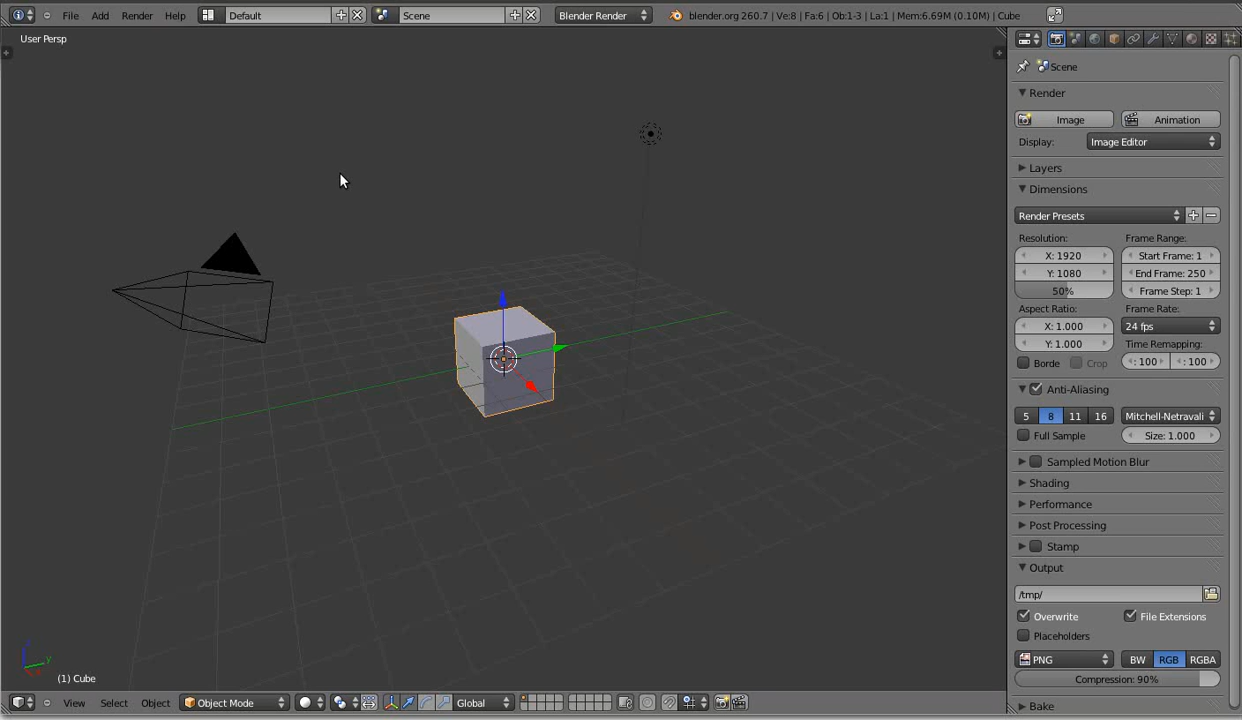 File Add Render Help Default Scene Blender Render blender.org 260.7 | Ve:8 | Fa:6 | Ob:1-3 | La:1 | Mem:6.69M (0.10M) | Cube
User Persp
Scene
Render
Image Animation
Display: Image Editor
Layers
Dimensions
Render Presets
Resolution: Frame Range:
X: 1920 Start Frame: 1
Y: 1080 End Frame: 250
50% Frame Step: 1
Aspect Ratio: Frame Rate:
X: 1.000 24 fps
Y: 1.000 Time Remapping:
Borde Crop : 100 : 100
Anti-Aliasing
5 8 11 16 Mitchell-Netravali
Full Sample Size: 1.000
Sampled Motion Blur
Shading
Performance
Post Processing
Stamp
Output
/tmp/
Overwrite File Extensions
Placeholders
PNG BW RGB RGBA
Compression: 90%
Bake
z
y
x
(1) Cube
View Select Object Object Mode Global